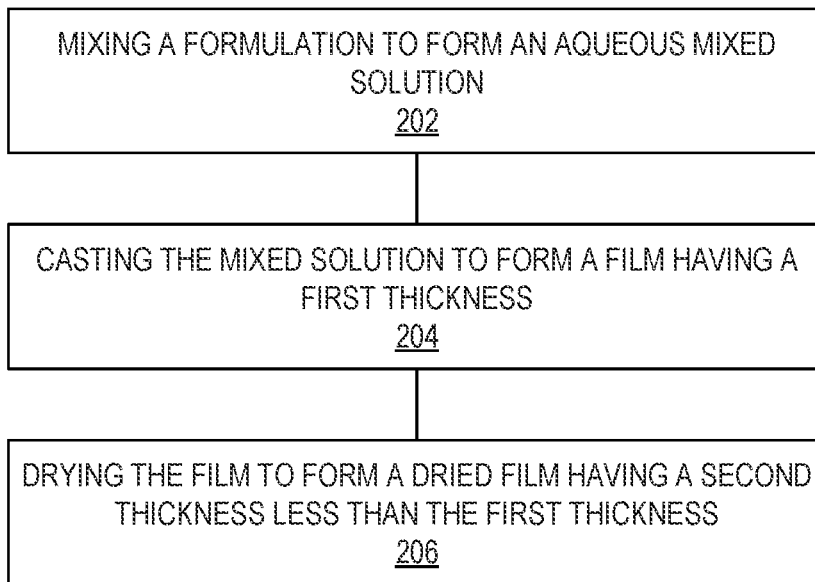 MIXING A FORMULATION TO FORM AN AQUEOUS MIXED
SOLUTION
202
CASTING THE MIXED SOLUTION TO FORM A FILM HAVING A
FIRST THICKNESS
204
DRYING THE FILM TO FORM A DRIED FILM HAVING A SECOND
THICKNESS LESS THAN THE FIRST THICKNESS
206